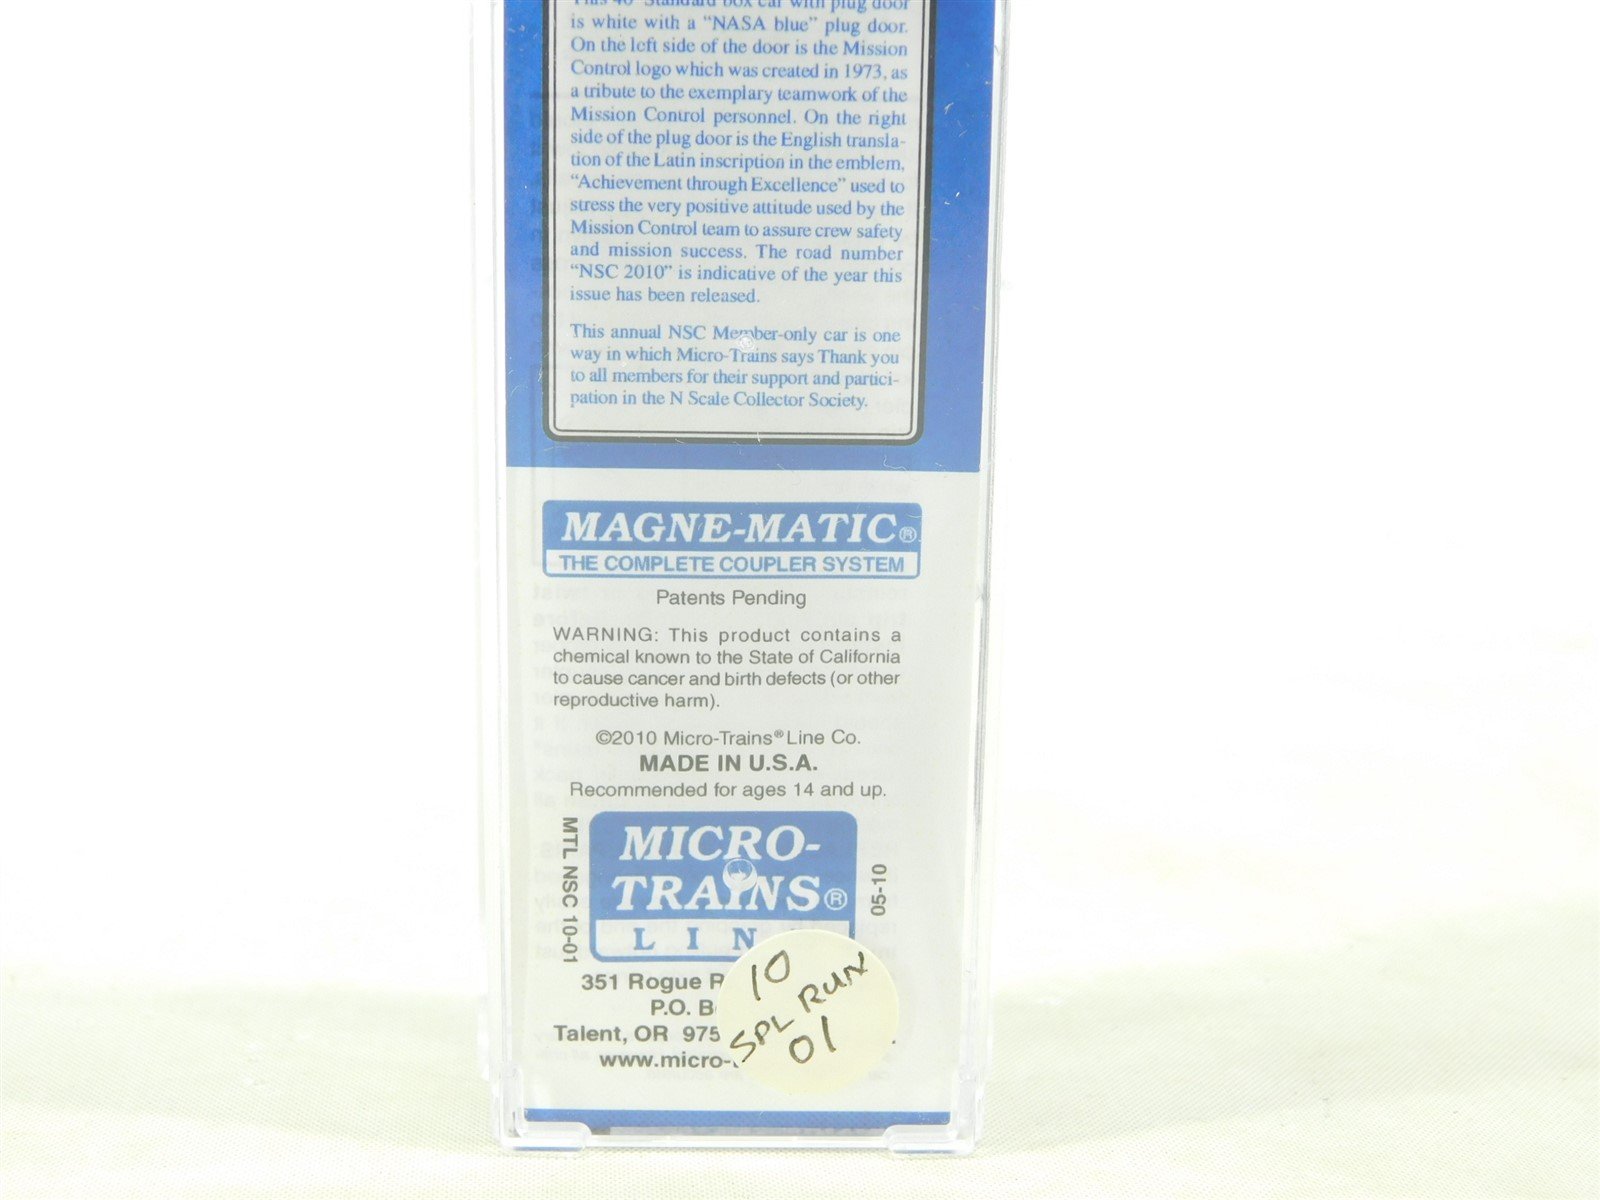 This 40' Standard box car with plug door
is white with a “NASA blue” plug door.
On the left side of the door is the Mission
Control logo which was created in 1973, as
a tribute to the exemplary teamwork of the
Mission Control personnel. On the right
side of the plug door is the English transla-
tion of the Latin inscription in the emblem,
“Achievement through Excellence” used to
stress the very positive attitude used by the
Mission Control team to assure crew safety
and mission success. The road number
“NSC 2010” is indicative of the year this
issue has been released.
This annual NSC Member-only car is one
way in which Micro-Trains says Thank you
to all members for their support and partici-
pation in the N Scale Collector Society.
MAGNE-MATIC®
THE COMPLETE COUPLER SYSTEM
Patents Pending
WARNING: This product contains a
chemical known to the State of California
to cause cancer and birth defects (or other
reproductive harm).
©2010 Micro-Trains® Line Co.
MADE IN U.S.A.
Recommended for ages 14 and up.
MTL NSC 10-01
MICRO-
TRAINS®
LIN
05-10
351 Rogue R
P.O. B
Talent, OR 975
www.micro-
10
SPL RUN
01